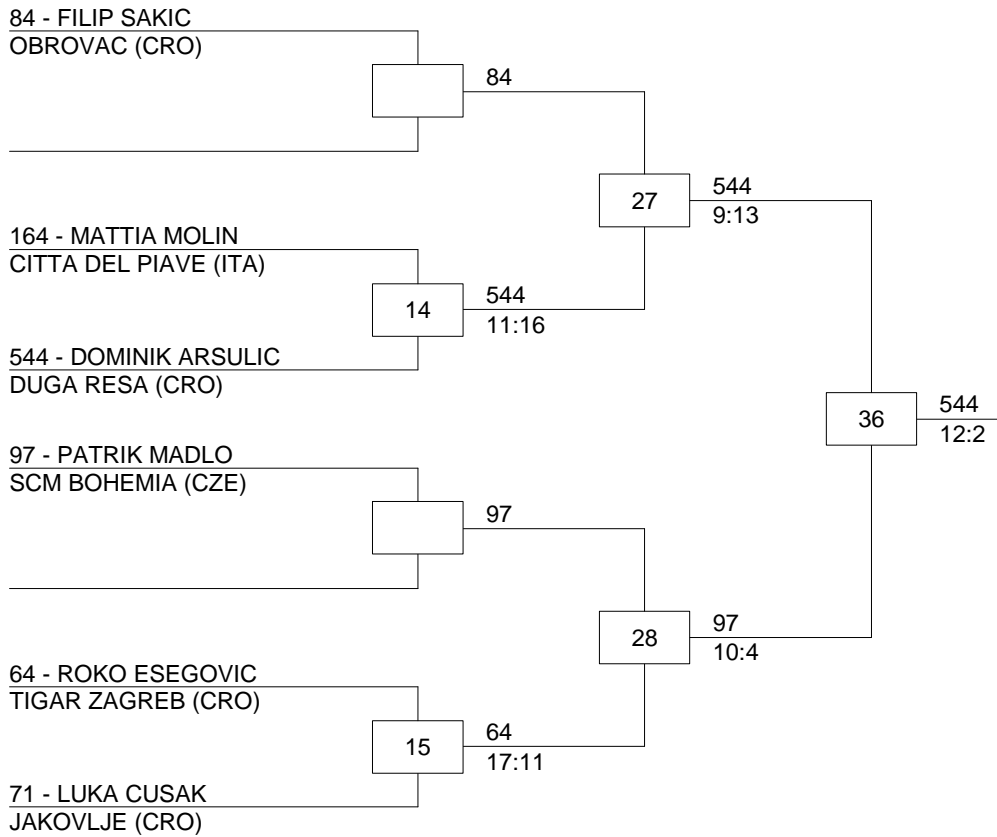 84 - FILIP SAKIC
OBROVAC (CRO)
84
27
544
9:13
164 - MATTIA MOLIN
CITTA DEL PIAVE (ITA)
14
544
11:16
544 - DOMINIK ARSULIC
DUGA RESA (CRO)
36
544
12:2
97 - PATRIK MADLO
SCM BOHEMIA (CZE)
97
28
97
10:4
64 - ROKO ESEGOVIC
TIGAR ZAGREB (CRO)
15
64
17:11
71 - LUKA CUSAK
JAKOVLJE (CRO)